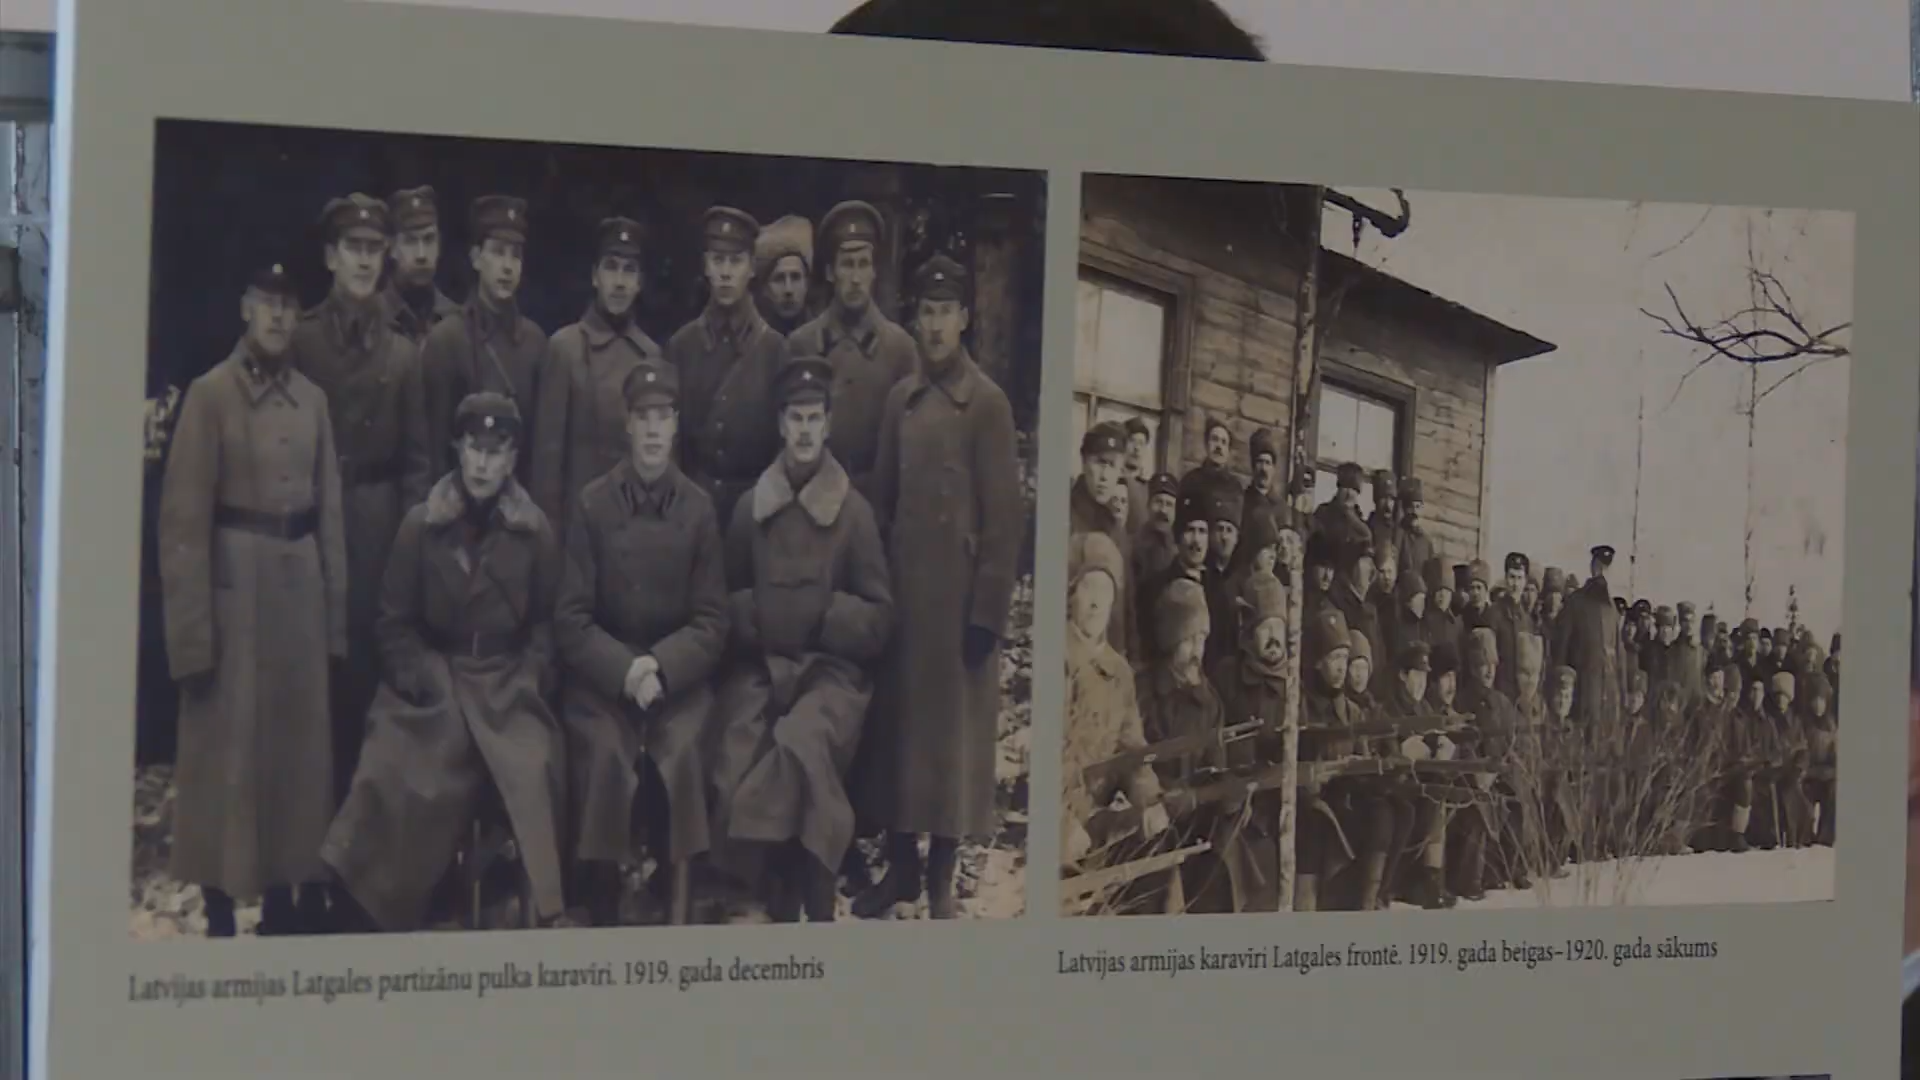 Latvijas armijas Latgales partizānu pulka karavīri. 1919. gada decembris
Latvijas armijas karavīri Latgales frontē. 1919. gada beigas–1920. gada sākums